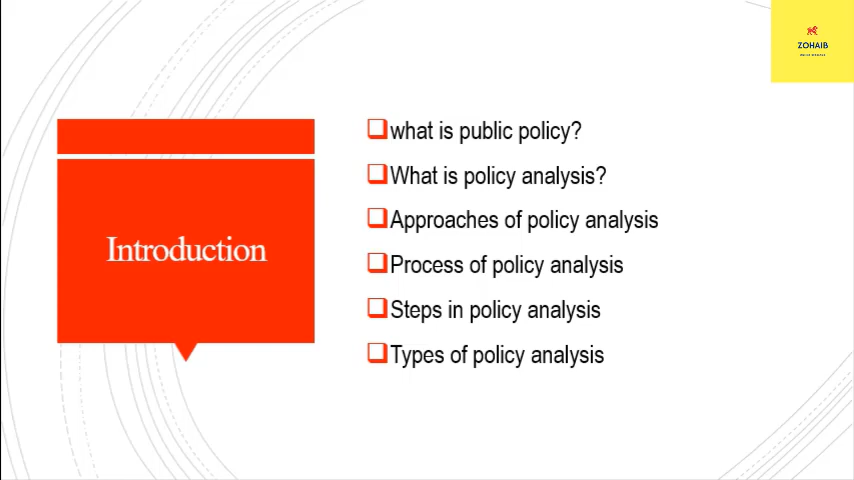 ZOHAIB
Introduction
what is public policy?
What is policy analysis?
Approaches of policy analysis
Process of policy analysis
Steps in policy analysis
Types of policy analysis